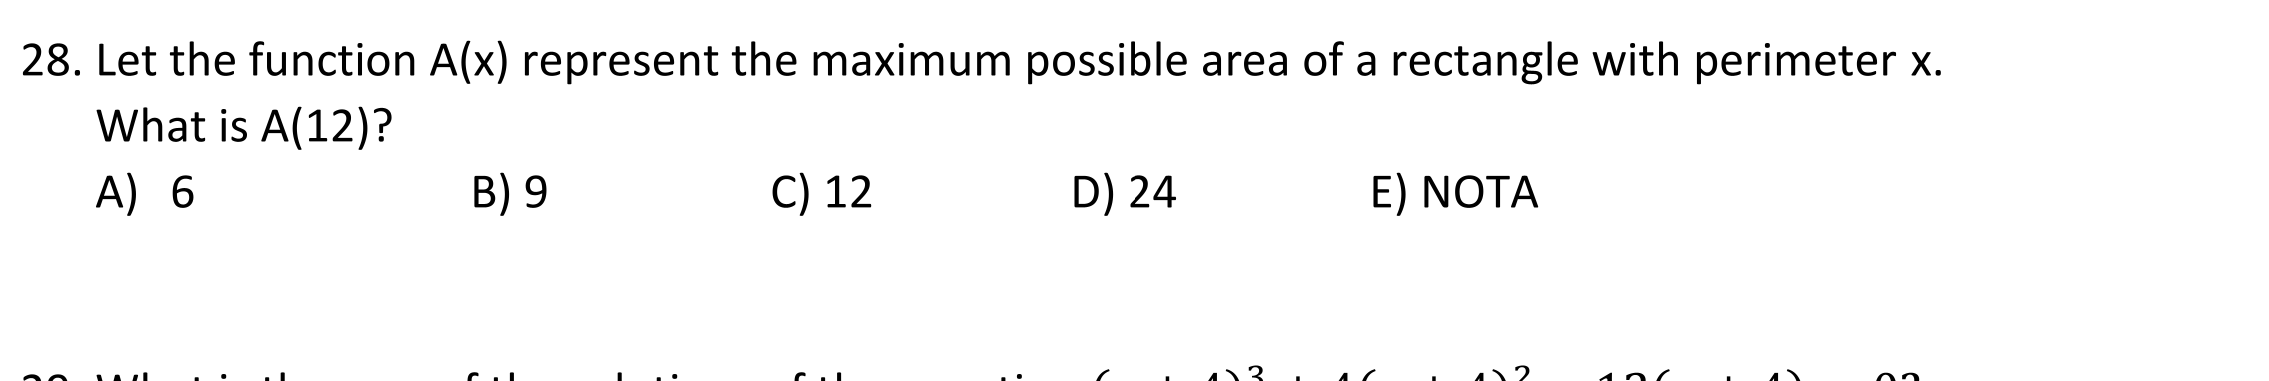 28. Let the function A(x) represent the maximum possible area of a rectangle with perimeter x.
What is A(12)?
A) 6 B) 9 C) 12 D) 24 E) NOTA